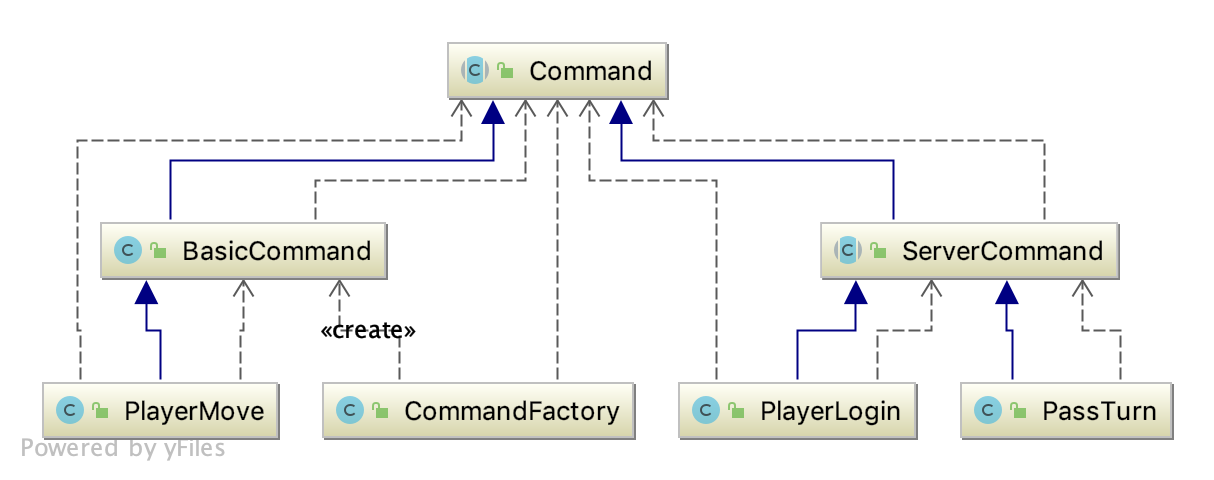 Command
BasicCommand
ServerCommand
«create»
PlayerMove
CommandFactory
PlayerLogin
PassTurn
Powered by yFiles